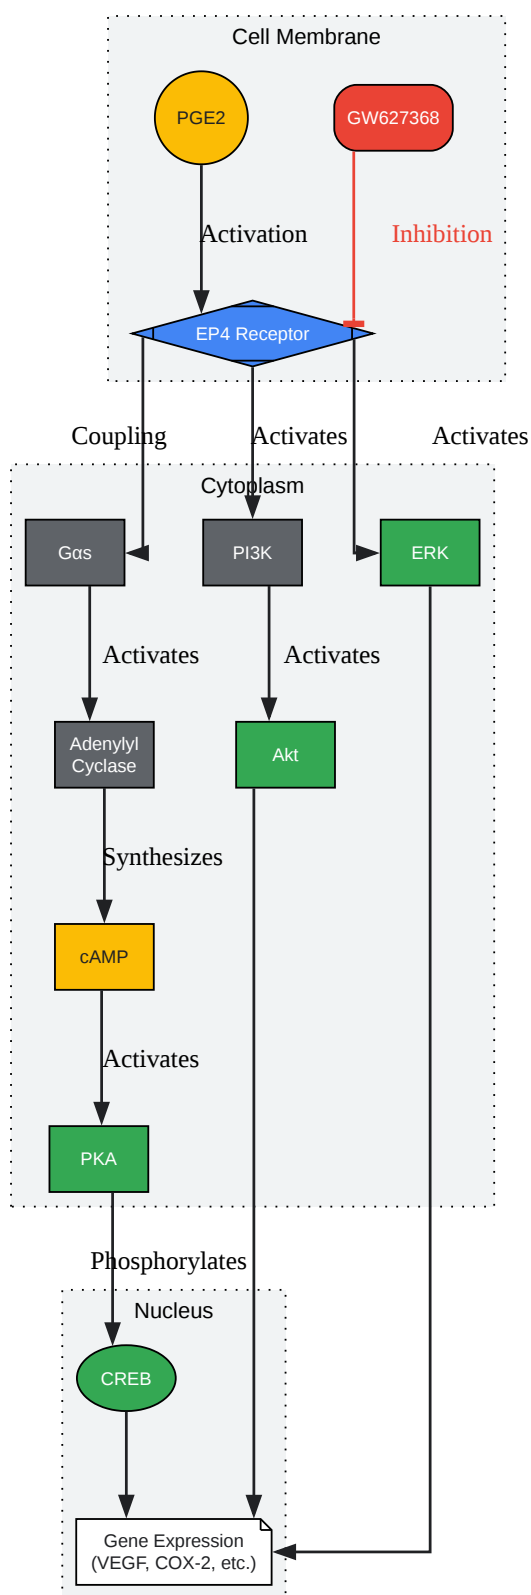 Cell Membrane
PGE2
GW627368
Activation
Inhibition
EP4 Receptor
Coupling
Activates
Activates
Cytoplasm
Gαs
PI3K
ERK
Activates
Activates
Adenylyl
Cyclase
Akt
Synthesizes
cAMP
Activates
PKA
Phosphorylates
Nucleus
CREB
Gene Expression
(VEGF, COX-2, etc.)